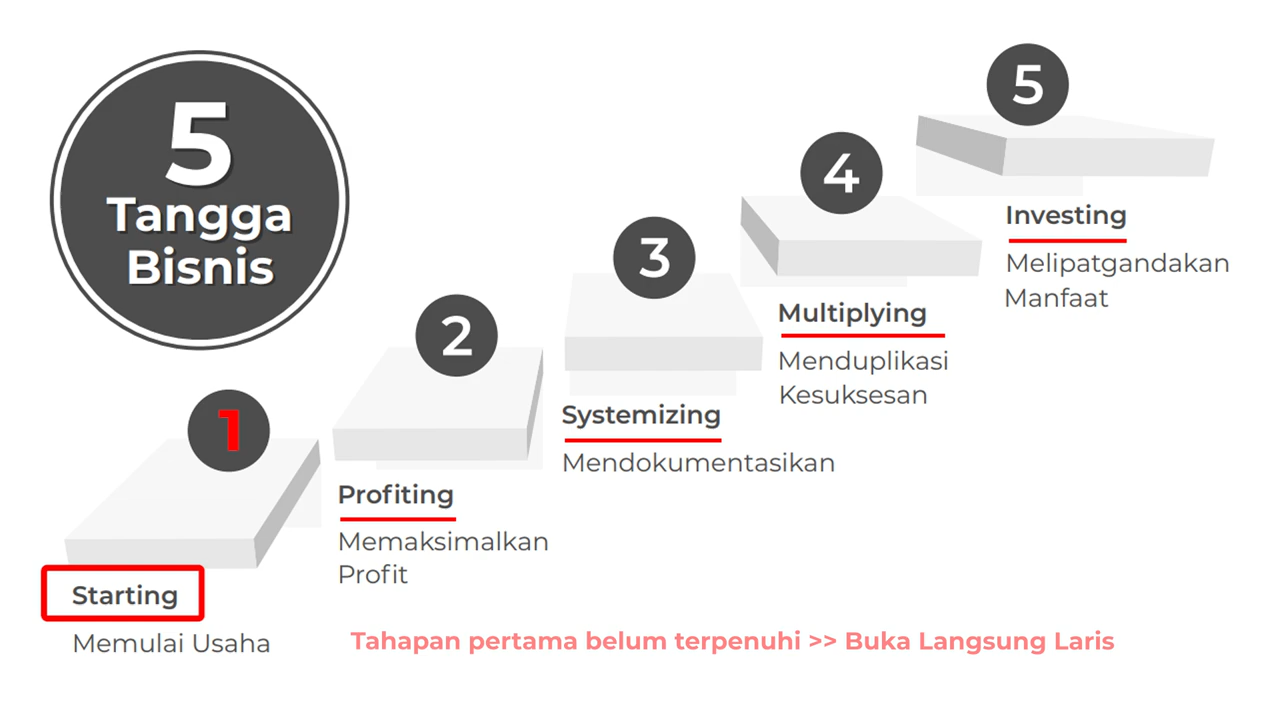 5
Tangga
Bisnis
1
Starting
Memulai Usaha
2
Profiting
Memaksimalkan
Profit
3
Systemizing
Mendokumentasikan
4
Multiplying
Menduplikasi
Kesuksesan
5
Investing
Melipatgandakan
Manfaat
Tahapan pertama belum terpenuhi >> Buka Langsung Laris